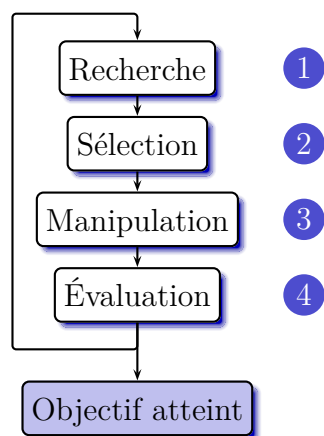 Recherche 1
Sélection 2
Manipulation 3
Évaluation 4
Objectif atteint